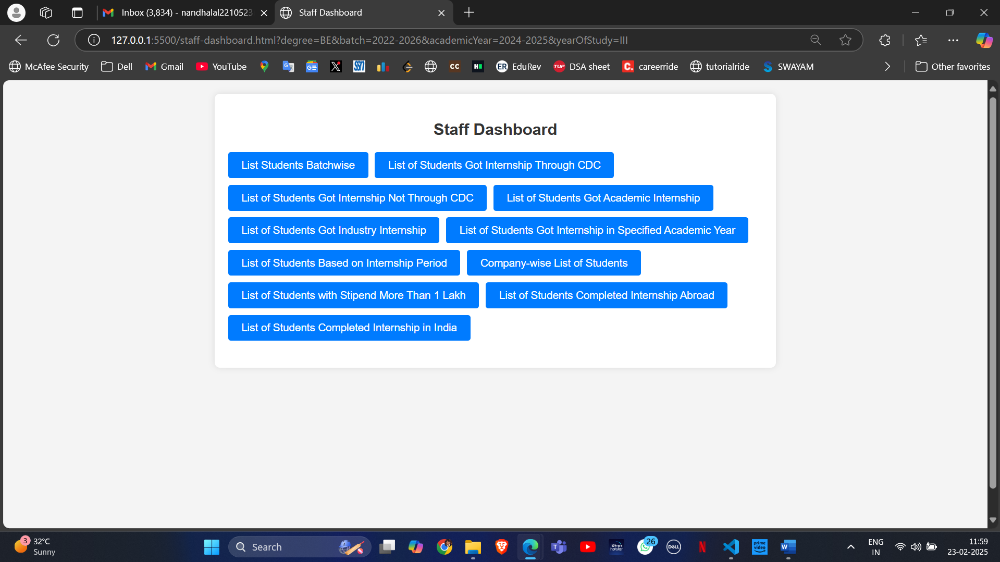 Inbox (3,834) - nandhalal2210523
Staff Dashboard
127.0.0.1:5500/staff-dashboard.html?degree=BE&batch=2022-2026&academicYear=2024-2025&yearOfStudy=III
McAfee Security Dell Gmail YouTube SSN CC H ER EduRev TUF DSA sheet C. careerride tutorialride S SWAYAM Other favorites
Staff Dashboard
List Students Batchwise List of Students Got Internship Through CDC
List of Students Got Internship Not Through CDC List of Students Got Academic Internship
List of Students Got Industry Internship List of Students Got Internship in Specified Academic Year
List of Students Based on Internship Period Company-wise List of Students
List of Students with Stipend More Than 1 Lakh List of Students Completed Internship Abroad
List of Students Completed Internship in India
3 32°C
Sunny
Search
26
DELL
N
prime video
W
ENG
IN
11:59
23-02-2025